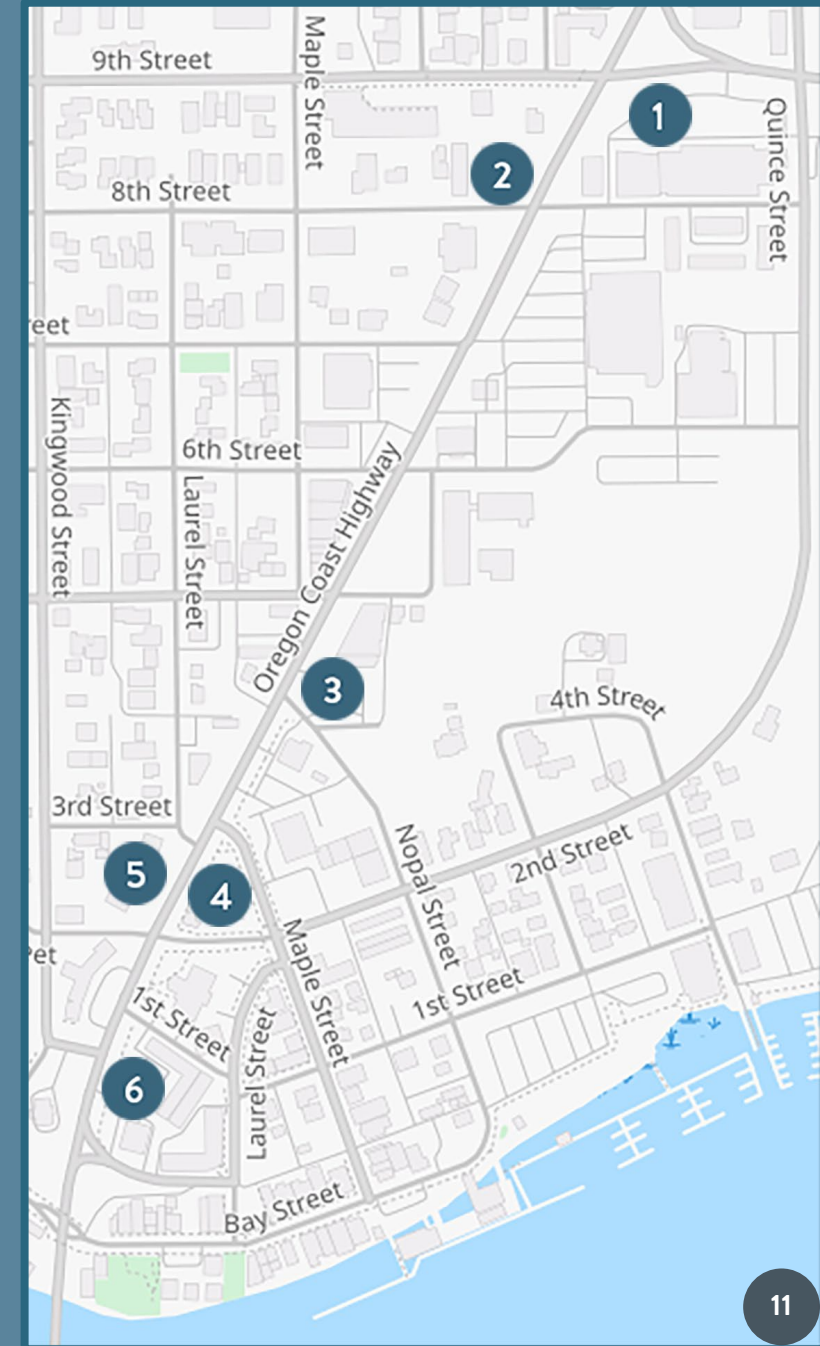 9th Street
Maple Street
1
Quince Street
2
8th Street
reet
Kingwood Street
6th Street
Laurel Street
Oregon Coast Highway
3
4th Street
3rd Street
5
4
Nopal Street
2nd Street
et
Maple Street
1st Street
1st Street
Laurel Street
6
Bay Street
11